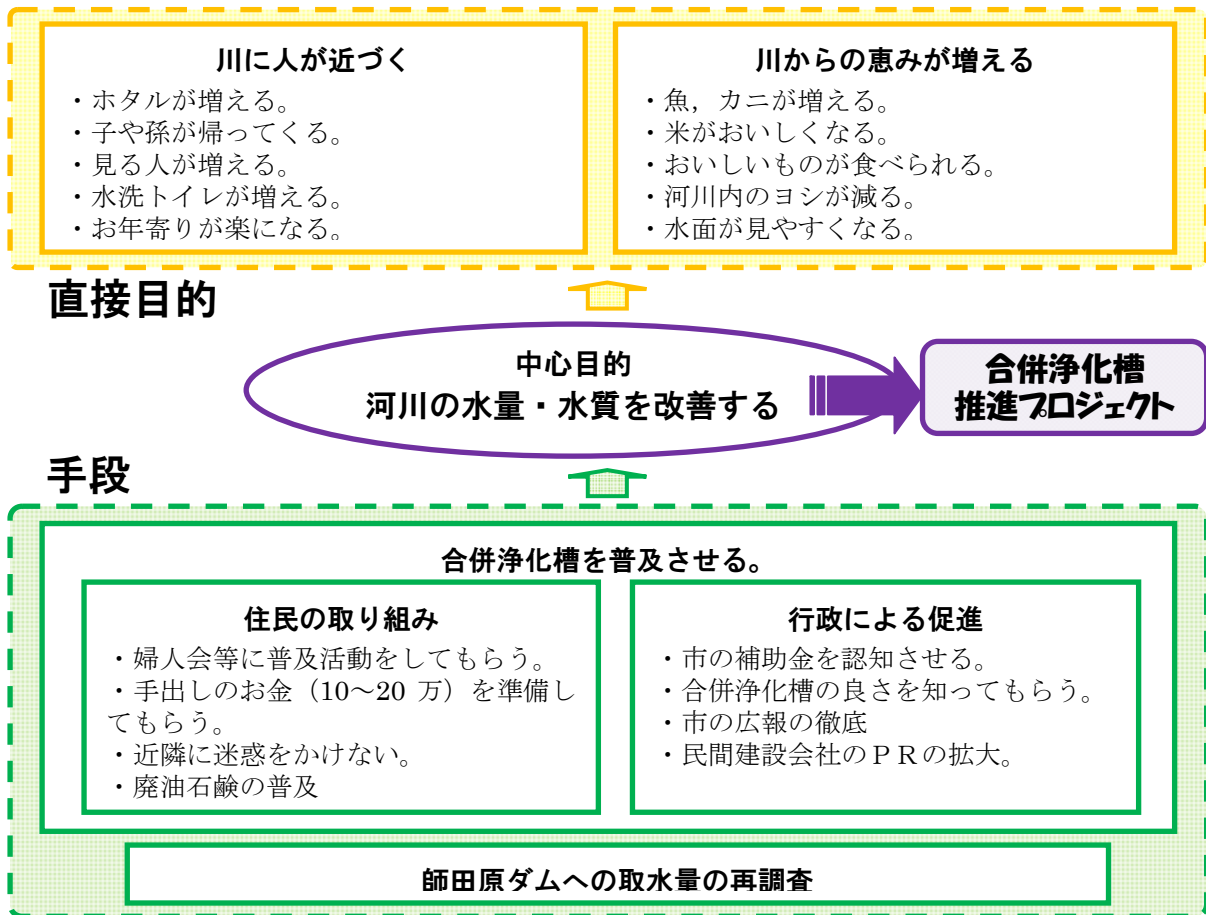 川に人が近づく
・ホタルが増える。
・子や孫が帰ってくる。
・見る人が増える。
・水洗トイレが増える。
・お年寄りが楽になる。
川からの恵みが増える
・魚，カニが増える。
・米がおいしくなる。
・おいしいものが食べられる。
・河川内のヨシが減る。
・水面が見やすくなる。
直接目的
中心目的
河川の水量・水質を改善する
合併浄化槽
推進プロジェクト
手段
合併浄化槽を普及させる。
住民の取り組み
・婦人会等に普及活動をしてもらう。
・手出しのお金（10～20 万）を準備し
てもらう。
・近隣に迷惑をかけない。
・廃油石鹸の普及
行政による促進
・市の補助金を認知させる。
・合併浄化槽の良さを知ってもらう。
・市の広報の徹底
・民間建設会社のＰＲの拡大。
師田原ダムへの取水量の再調査